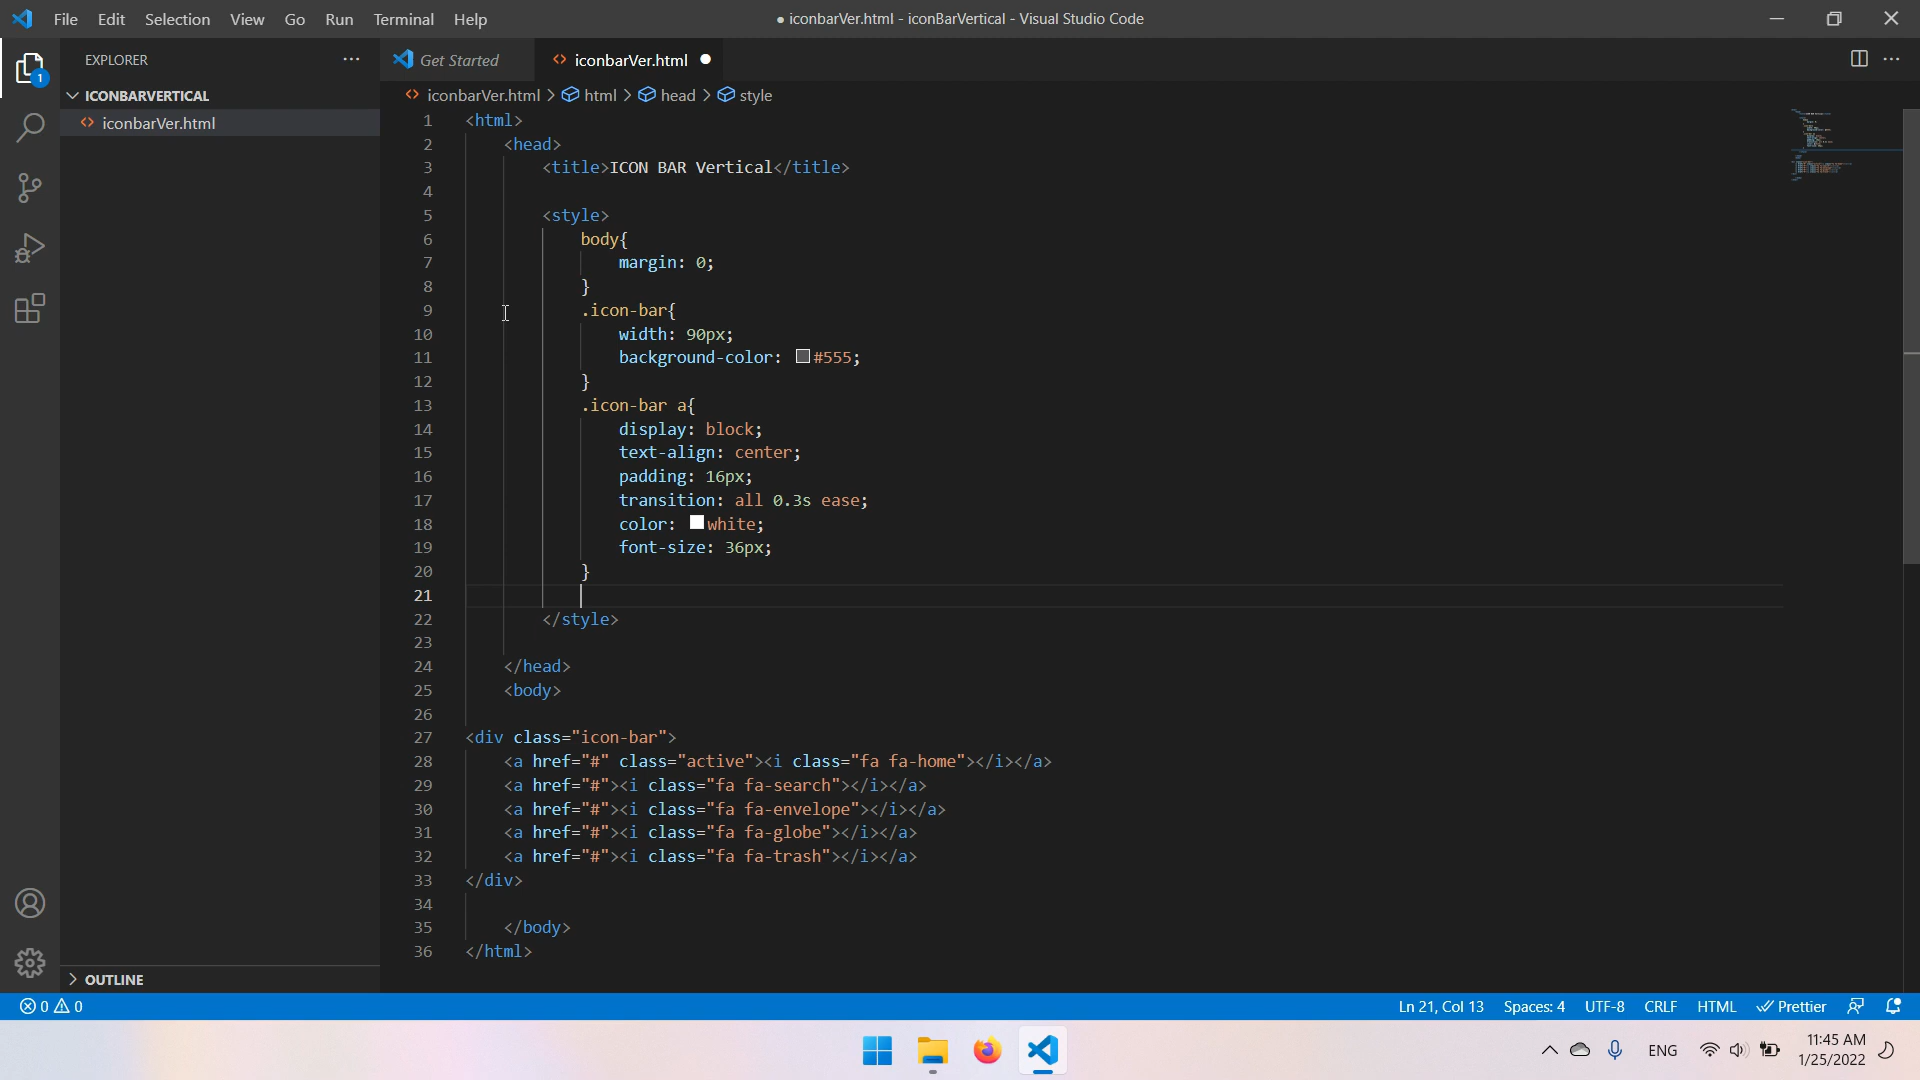 File Edit Selection View Go Run Terminal Help
● iconbarVer.html - iconBarVertical - Visual Studio Code
EXPLORER
ICONBARVERTICAL
iconbarVer.html
OUTLINE
Get Started
iconbarVer.html
iconbarVer.html > html > head > style
1 <html>
2 <head>
3 <title>ICON BAR Vertical</title>
4
5 <style>
6 body{
7 margin: 0;
8 }
9 .icon-bar{
10 width: 90px;
11 background-color: #555;
12 }
13 .icon-bar a{
14 display: block;
15 text-align: center;
16 padding: 16px;
17 transition: all 0.3s ease;
18 color: white;
19 font-size: 36px;
20 }
21
22 </style>
23
24 </head>
25 <body>
26
27 <div class="icon-bar">
28 <a href="#" class="active"><i class="fa fa-home"></i></a>
29 <a href="#"><i class="fa fa-search"></i></a>
30 <a href="#"><i class="fa fa-envelope"></i></a>
31 <a href="#"><i class="fa fa-globe"></i></a>
32 <a href="#"><i class="fa fa-trash"></i></a>
33 </div>
34
35 </body>
36 </html>
1
0 0
Ln 21, Col 13 Spaces: 4 UTF-8 CRLF HTML Prettier
ENG
11:45 AM
1/25/2022